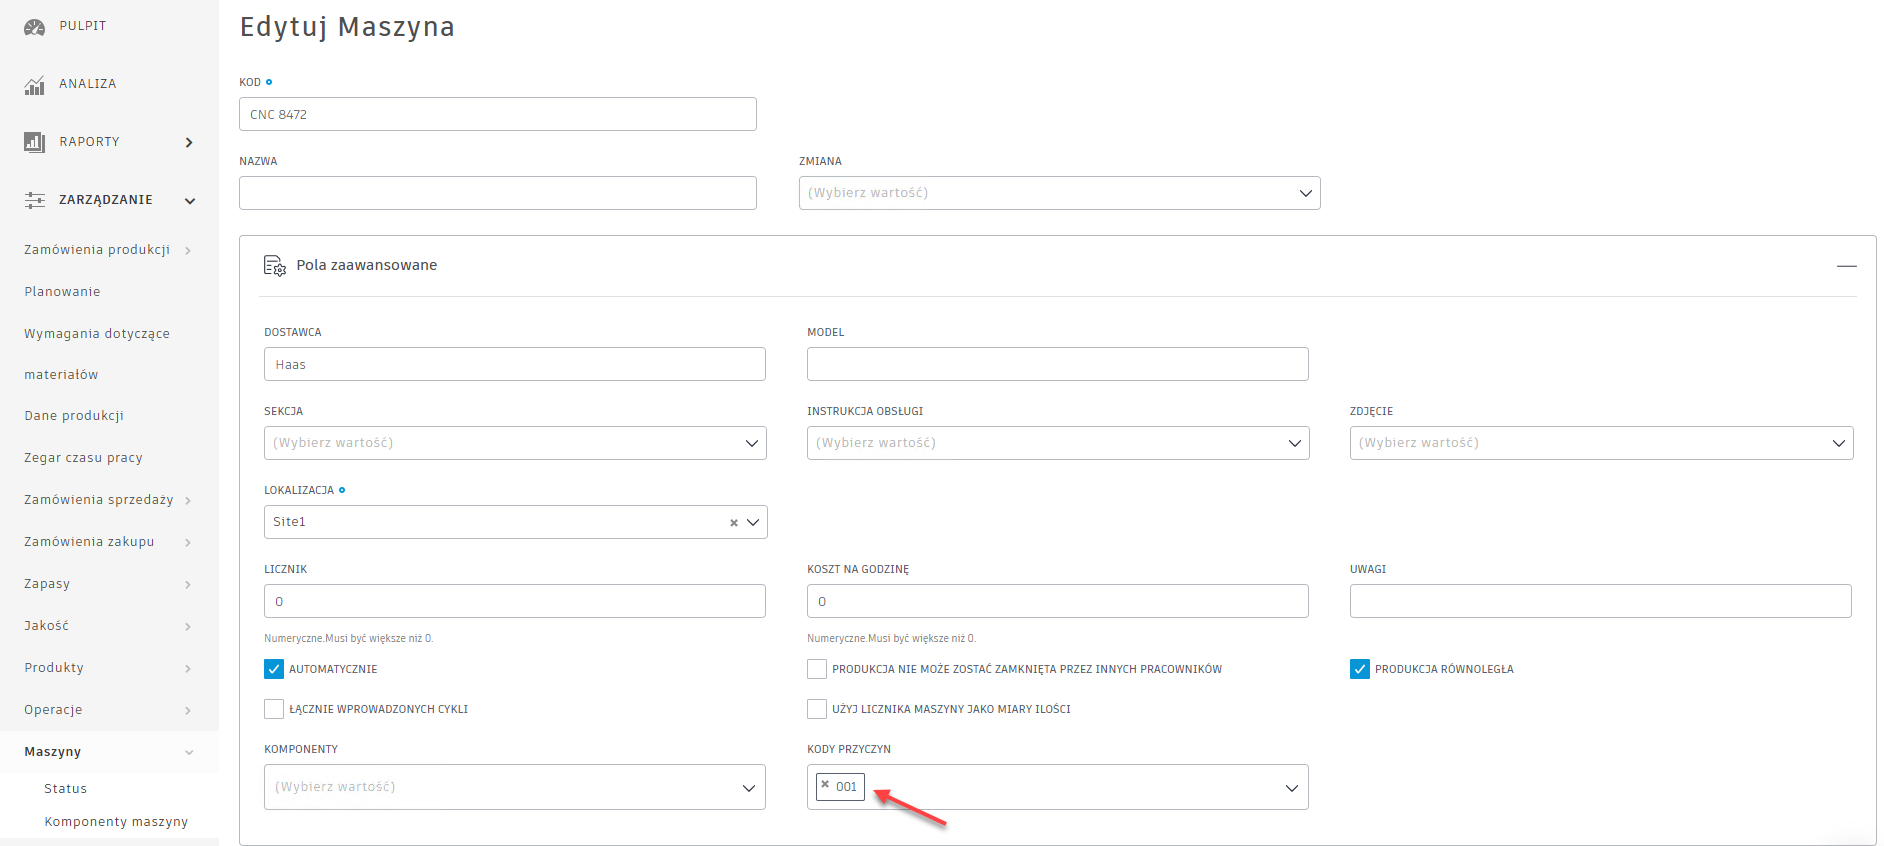 PULPIT
ANALIZA
RAPORTY
ZARZĄDZANIE
Zamówienia produkcji
Planowanie
Wymagania dotyczące
materiałów
Dane produkcji
Zegar czasu pracy
Zamówienia sprzedaży
Zamówienia zakupu
Zapasy
Jakość
Produkty
Operacje
Maszyny
Status
Komponenty maszyny
Edytuj Maszyna
KOD
CNC 8472
NAZWA
ZMIANA
(Wybierz wartość)
Pola zaawansowane
DOSTAWCA
MODEL
Haas
SEKCJA
INSTRUKCJA OBSŁUGI
ZDJĘCIE
(Wybierz wartość)
(Wybierz wartość)
(Wybierz wartość)
LOKALIZACJA
Site1
LICZNIK
KOSZT NA GODZINĘ
UWAGI
0
0
Numeryczne.Musi być większe niż 0.
Numeryczne.Musi być większe niż 0.
AUTOMATYCZNIE
PRODUKCJA NIE MOŻE ZOSTAĆ ZAMKNIĘTA PRZEZ INNYCH PRACOWNIKÓW
PRODUKCJA RÓWNOLEGŁA
ŁĄCZNIE WPROWADZONYCH CYKLI
UŻYJ LICZNIKA MASZYNY JAKO MIARY ILOŚCI
KOMPONENTY
KODY PRZYCZYN
(Wybierz wartość)
001